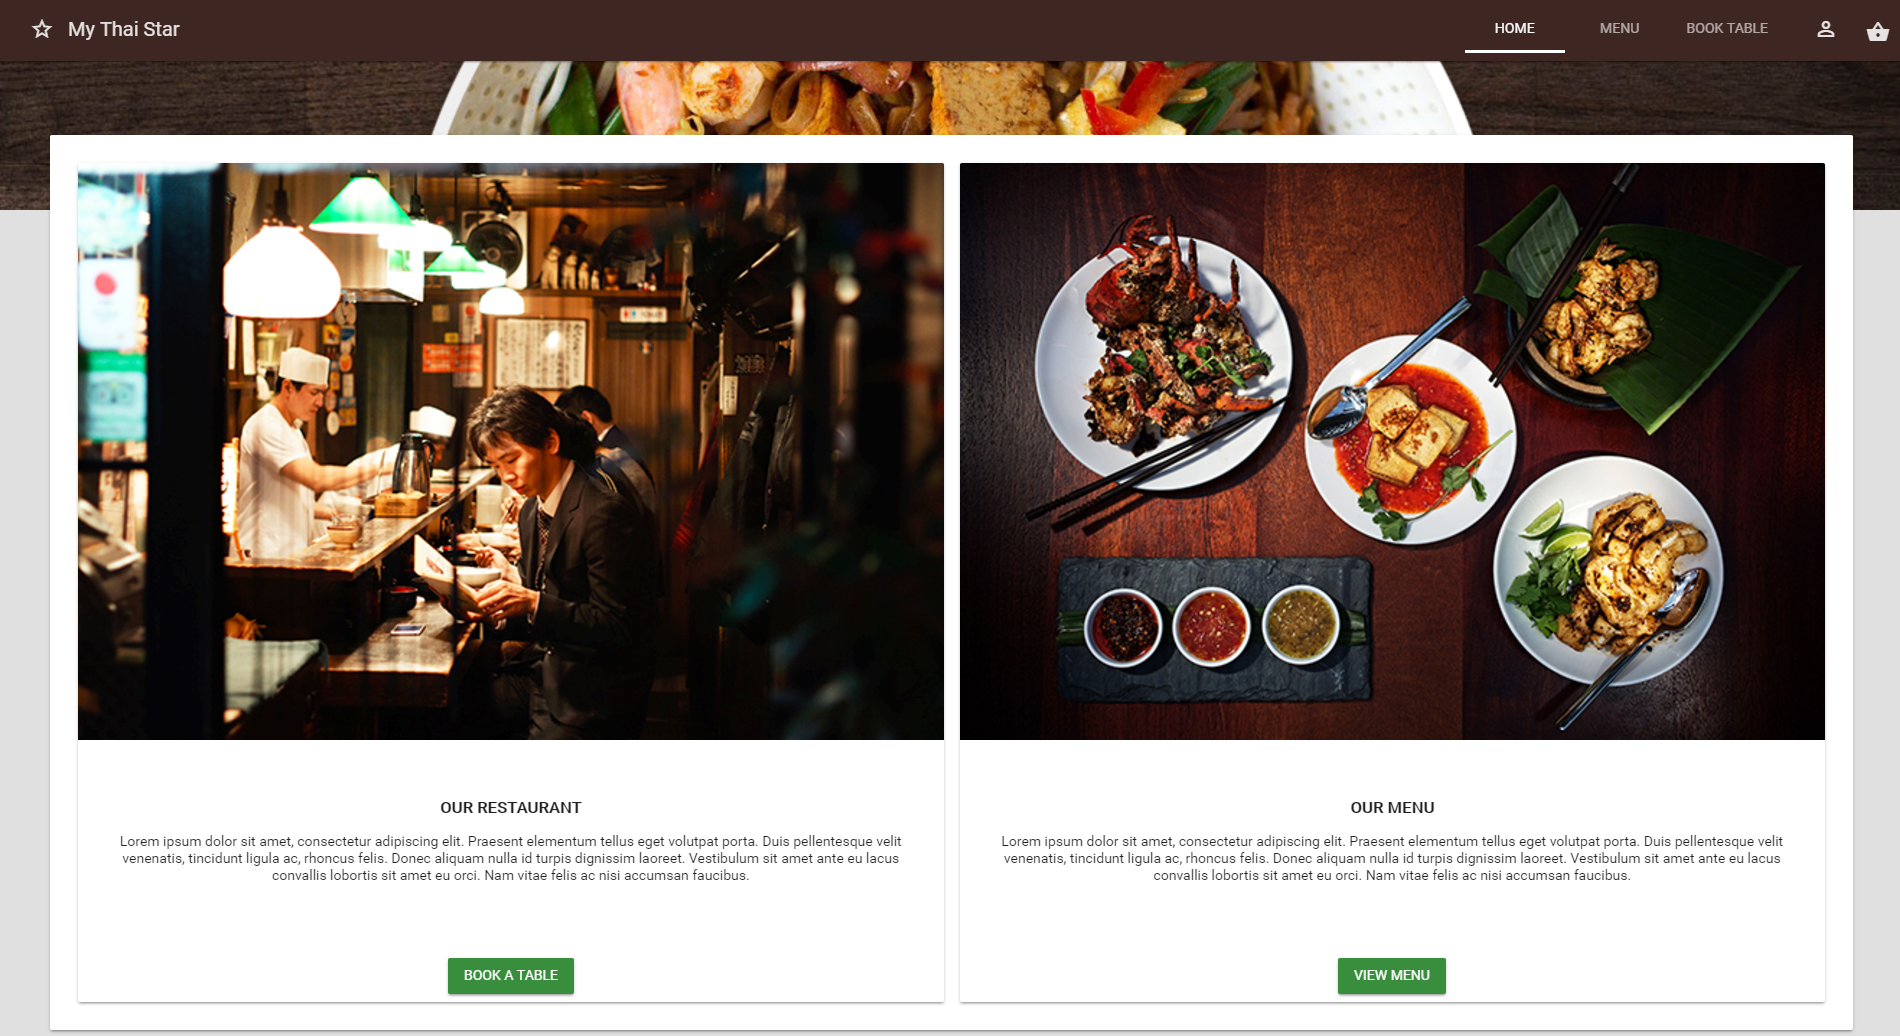 My Thai Star
HOME
MENU
BOOK TABLE
OUR RESTAURANT
Lorem ipsum dolor sit amet, consectetur adipiscing elit. Praesent elementum tellus eget volutpat porta. Duis pellentesque velit
venenatis, tincidunt ligula ac, rhoncus felis. Donec aliquam nulla id turpis dignissim laoreet. Vestibulum sit amet ante eu lacus
convallis lobortis sit amet eu orci. Nam vitae felis ac nisi accumsan faucibus.
BOOK A TABLE
OUR MENU
Lorem ipsum dolor sit amet, consectetur adipiscing elit. Praesent elementum tellus eget volutpat porta. Duis pellentesque velit
venenatis, tincidunt ligula ac, rhoncus felis. Donec aliquam nulla id turpis dignissim laoreet. Vestibulum sit amet ante eu lacus
convallis lobortis sit amet eu orci. Nam vitae felis ac nisi accumsan faucibus.
VIEW MENU